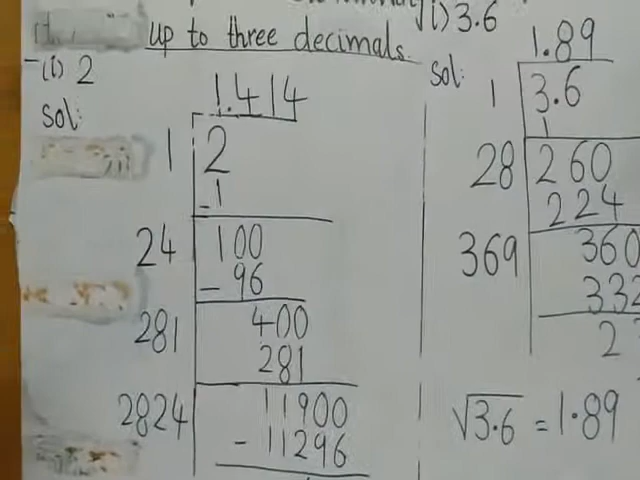 up to three decimals.
(i) 2
Sol:
1.414
1 2
-1
24 100
- 96
281 400
281
2824 11900
- 11296
(i) 3.6
Sol:
1.89
1 3.6
1
28 260
224
369 360
332
2
√3.6 = 1.89